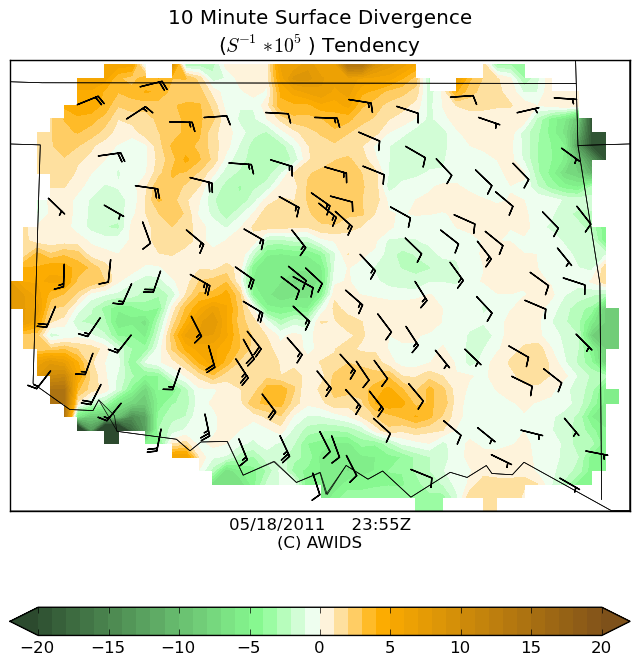 10 Minute Surface Divergence
(S⁻¹ * 10⁵ ) Tendency
05/18/2011 23:55Z
(C) AWIDS
−20 −15 −10 −5 0 5 10 15 20